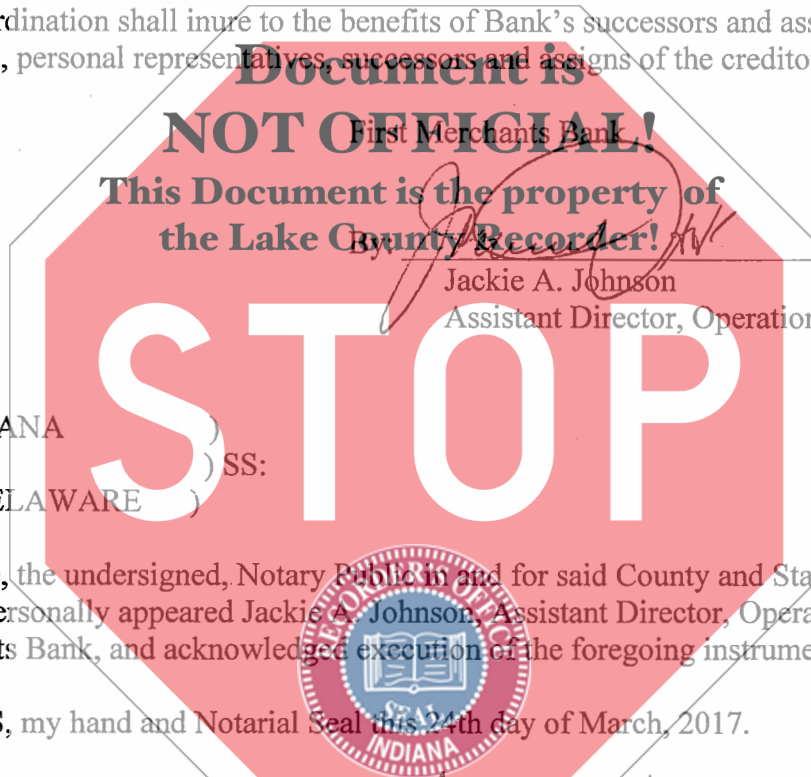 rdination shall inure to the benefits of Bank's successors and ass
, personal representatives, successors and assigns of the creditor
Document is
NOT OFFICIAL!
This Document is the property of
the Lake County Recorder!
First Merchants Bank
By:
Jackie A. Johnson
Assistant Director, Operation
STOP
ANA )
) SS:
ELAWARE )
, the undersigned, Notary Public in and for said County and Sta
ersonally appeared Jackie A. Johnson, Assistant Director, Opera
ts Bank, and acknowledged execution of the foregoing instrume
S, my hand and Notarial Seal this 24th day of March, 2017.
RECORDER'S OFFICE
SEAL
INDIANA